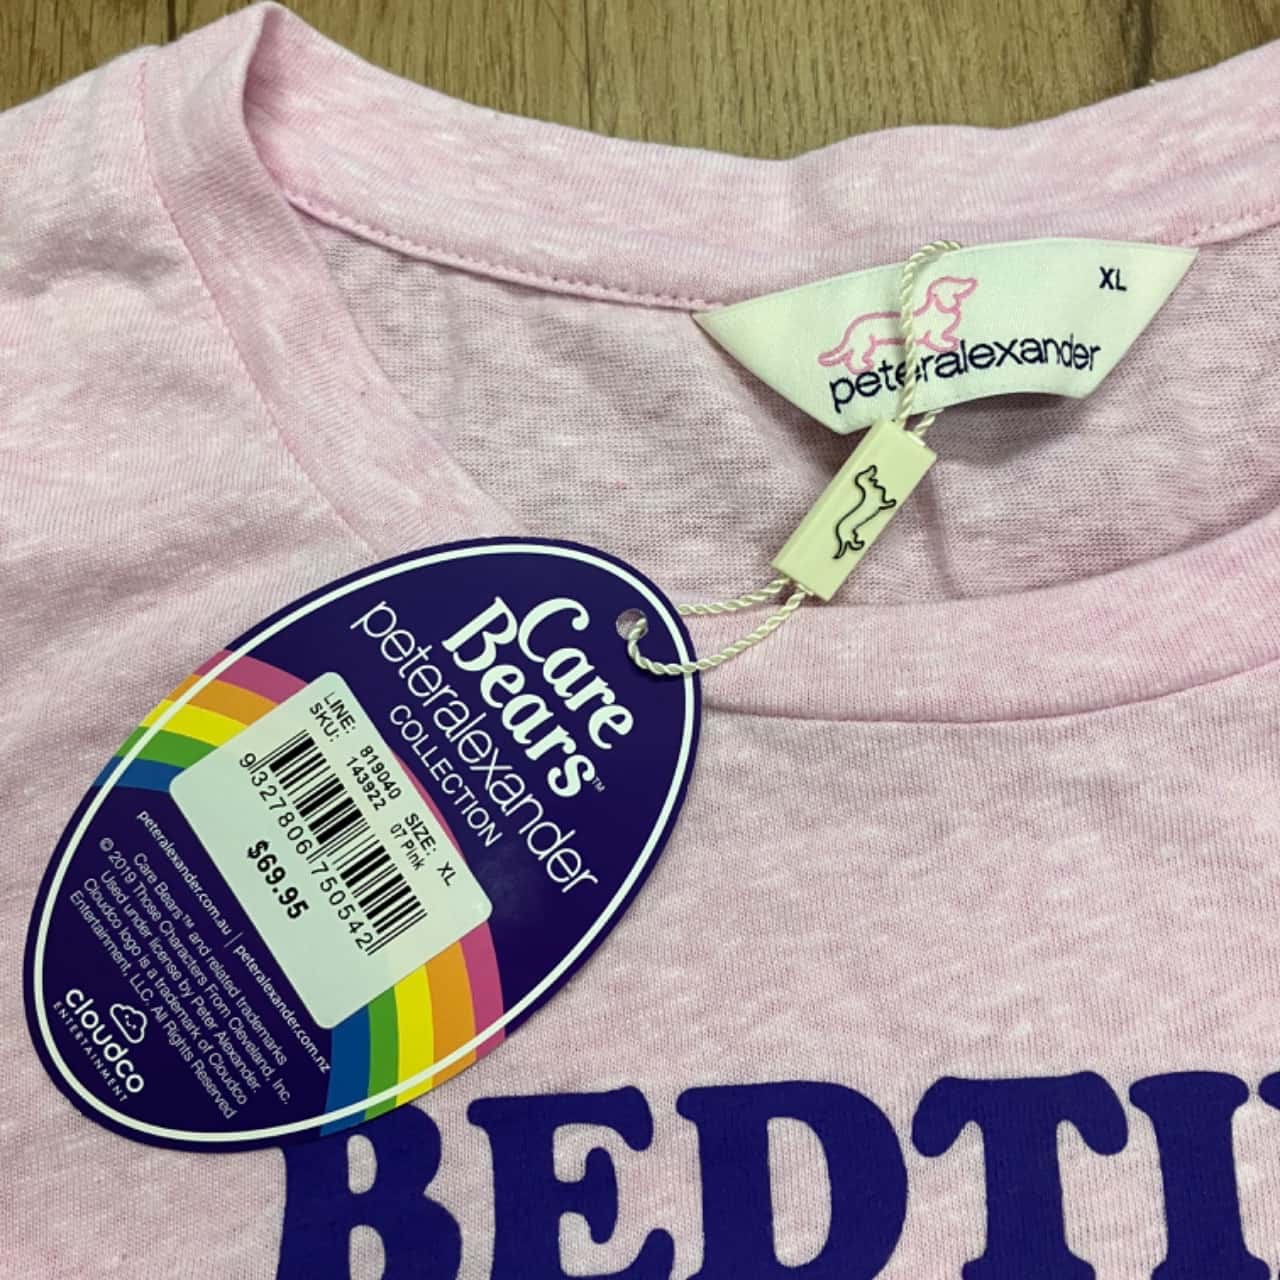 XL
peteralexander
Care
Bears™
peteralexander
COLLECTION
LINE: 819040 SIZE: XL
SKU: 143922 07 Pink
9 327806 750542
$69.95
peteralexander.com.au | peteralexander.co.nz
Care Bears™ and related trademarks
© 2019 Those Characters From Cleveland, Inc.
Used under license by Peter Alexander.
Cloudco logo is a trademark of Cloudco
Entertainment, LLC. All Rights Reserved
cloudco
ENTERTAINMENT
BEDTI